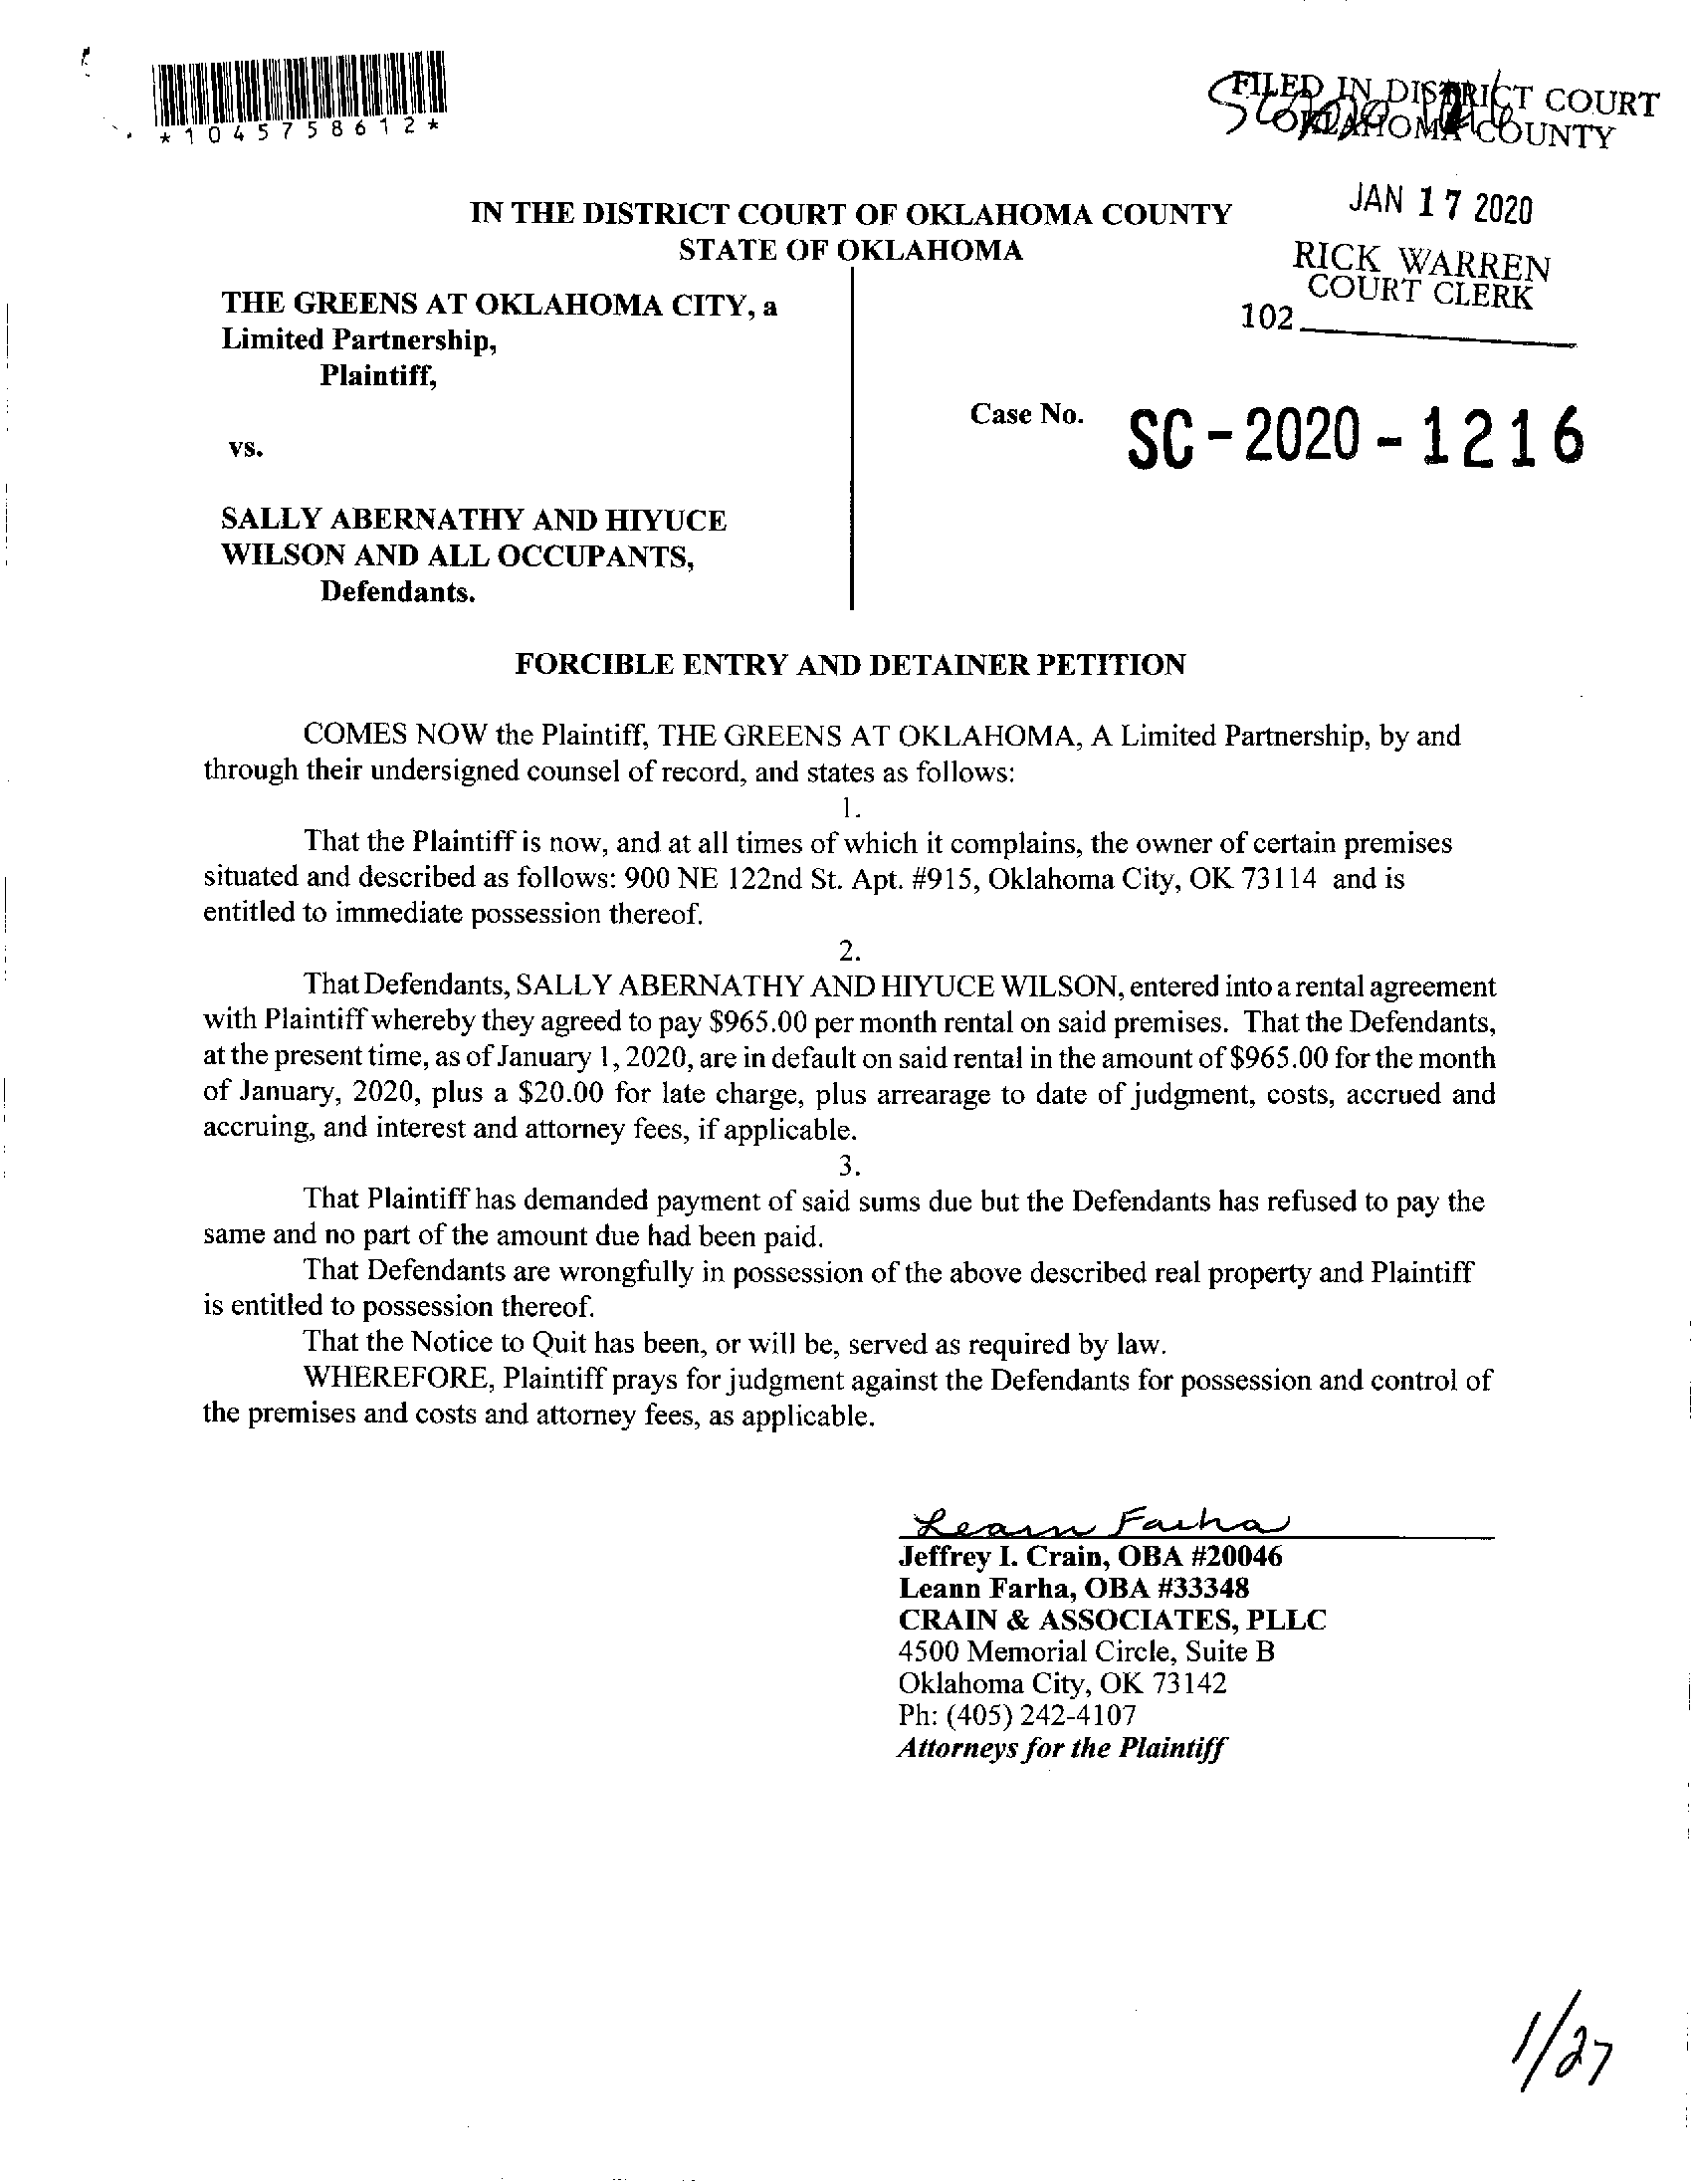 *1045758612*
FILED IN DISTRICT COURT
OKLAHOMA COUNTY
JAN 17 2020
RICK WARREN
COURT CLERK
102
IN THE DISTRICT COURT OF OKLAHOMA COUNTY
STATE OF OKLAHOMA
THE GREENS AT OKLAHOMA CITY, a
Limited Partnership,
Plaintiff,
vs.
SALLY ABERNATHY AND HIYUCE
WILSON AND ALL OCCUPANTS,
Defendants.
Case No. SC-2020-1216
FORCIBLE ENTRY AND DETAINER PETITION
COMES NOW the Plaintiff, THE GREENS AT OKLAHOMA, A Limited Partnership, by and
through their undersigned counsel of record, and states as follows:
1.
That the Plaintiff is now, and at all times of which it complains, the owner of certain premises
situated and described as follows: 900 NE 122nd St. Apt. #915, Oklahoma City, OK 73114 and is
entitled to immediate possession thereof.
2.
That Defendants, SALLY ABERNATHY AND HIYUCE WILSON, entered into a rental agreement
with Plaintiff whereby they agreed to pay $965.00 per month rental on said premises. That the Defendants,
at the present time, as of January 1, 2020, are in default on said rental in the amount of $965.00 for the month
of January, 2020, plus a $20.00 for late charge, plus arrearage to date of judgment, costs, accrued and
accruing, and interest and attorney fees, if applicable.
3.
That Plaintiff has demanded payment of said sums due but the Defendants has refused to pay the
same and no part of the amount due had been paid.
That Defendants are wrongfully in possession of the above described real property and Plaintiff
is entitled to possession thereof.
That the Notice to Quit has been, or will be, served as required by law.
WHEREFORE, Plaintiff prays for judgment against the Defendants for possession and control of
the premises and costs and attorney fees, as applicable.
Leann Farha
Jeffrey I. Crain, OBA #20046
Leann Farha, OBA #33348
CRAIN & ASSOCIATES, PLLC
4500 Memorial Circle, Suite B
Oklahoma City, OK 73142
Ph: (405) 242-4107
Attorneys for the Plaintiff
1/27